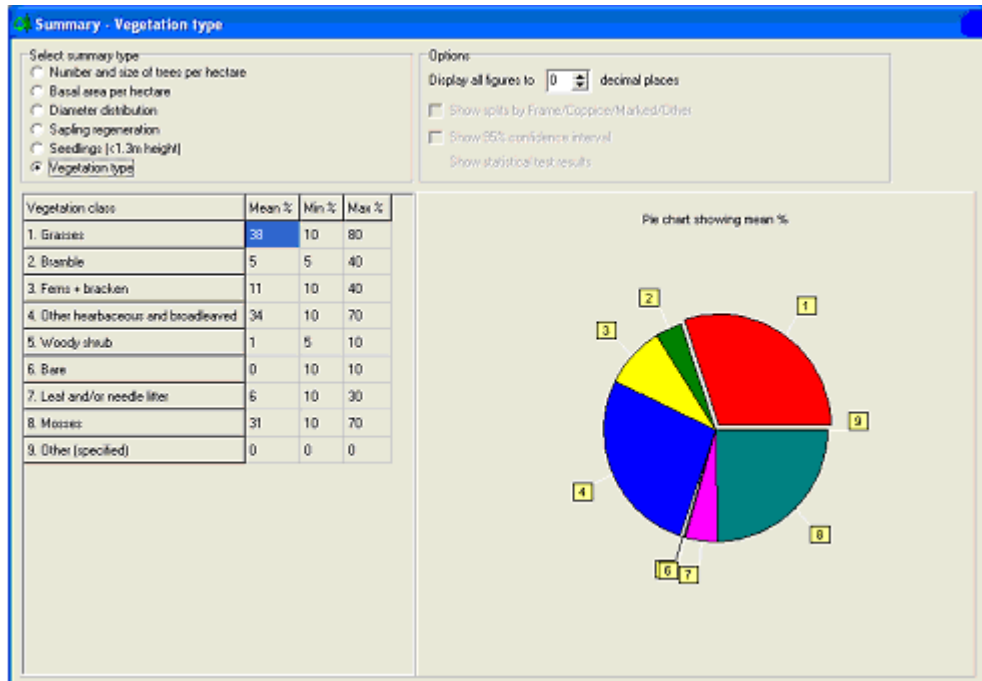 Summary - Vegetation type
Select summary type
Number and size of trees per hectare
Basal area per hectare
Diameter distribution
Sapling regeneration
Seedlings (<1.3m height)
Vegetation type
Options
Display all figures to 0 decimal places
Show splits by Frame/Coppice/Marked/Other
Show 95% confidence interval
Show statistical test results
Vegetation class Mean % Min % Max %
1. Grasses 38 10 80
2. Bramble 5 5 40
3. Ferns + bracken 11 10 40
4. Other hearbaceous and broadleaved 34 10 70
5. Woody shrub 1 5 10
6. Bare 0 10 10
7. Leaf and/or needle litter 6 10 30
8. Mosses 31 10 70
9. Other (specified) 0 0 0
Pie chart showing mean %
2
1
3
9
4
8
6
7